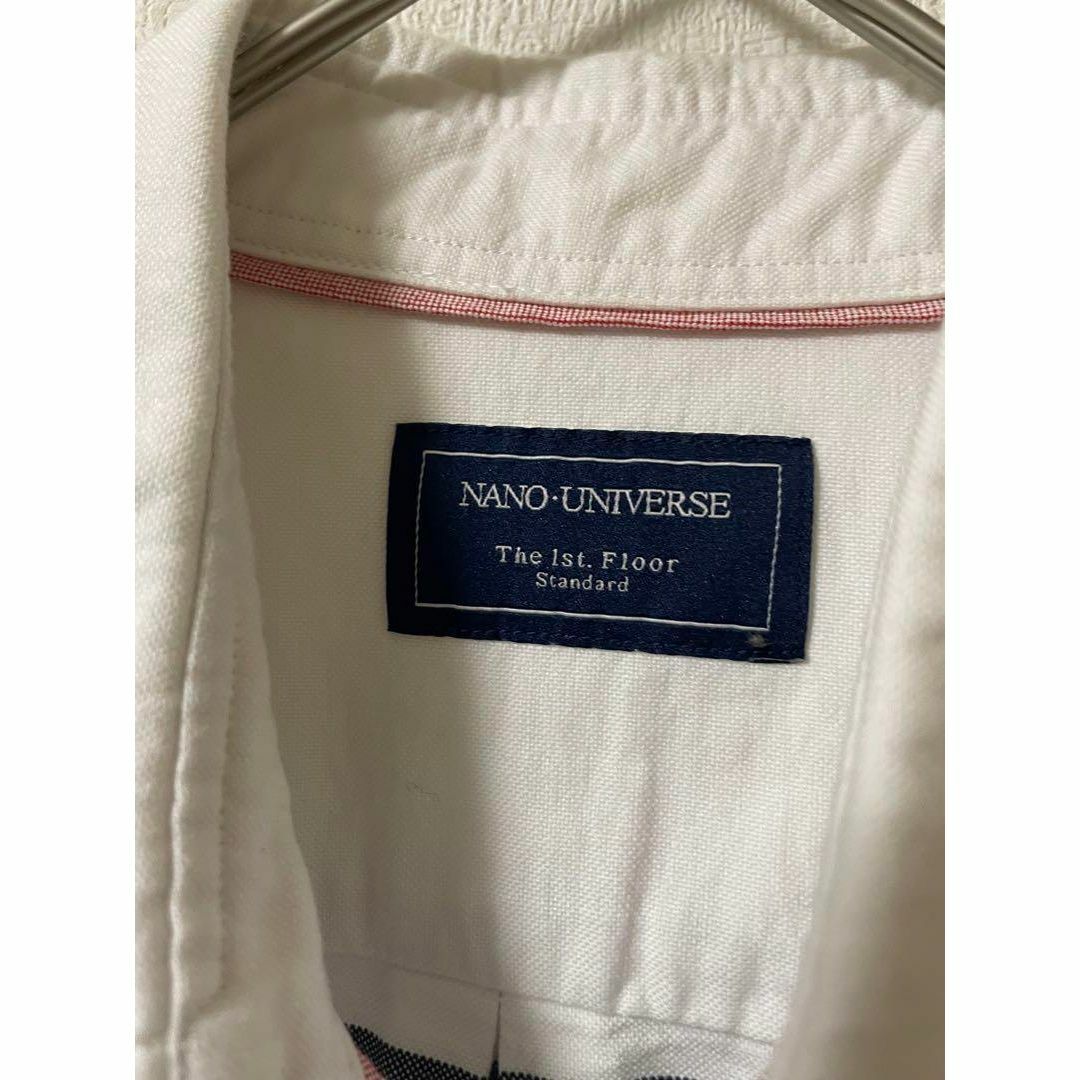 NANO·UNIVERSE
The 1st. Floor
Standard